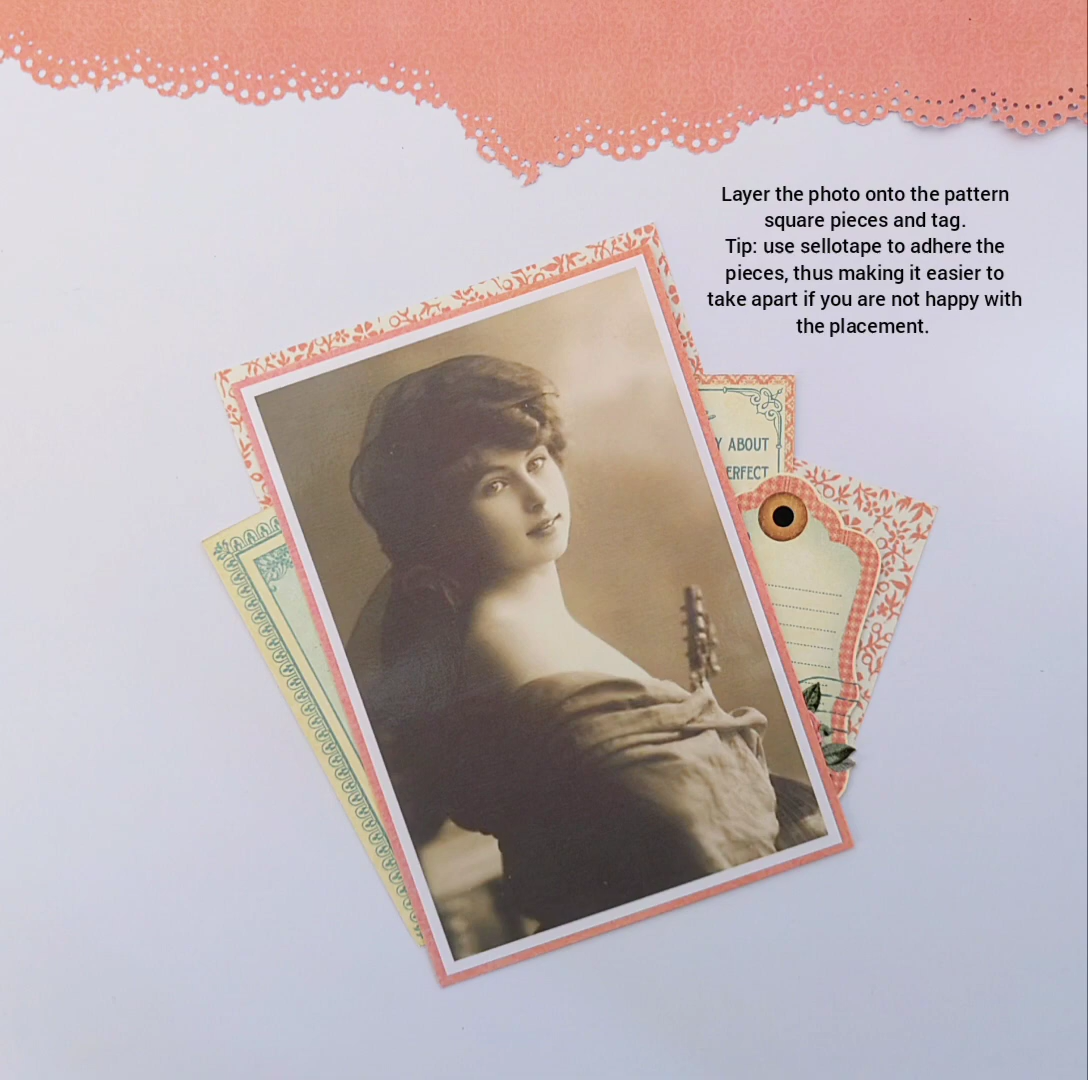 Layer the photo onto the pattern
square pieces and tag.
Tip: use sellotape to adhere the
pieces, thus making it easier to
take apart if you are not happy with
the placement.
ABOUT